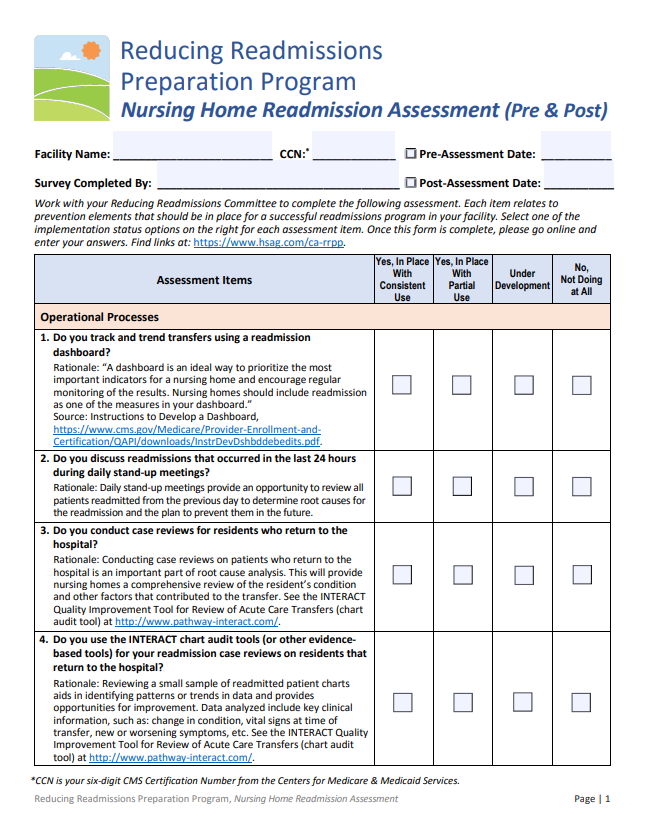 Reducing Readmissions
Preparation Program
Nursing Home Readmission Assessment (Pre & Post)
Facility Name: CCN:* Pre-Assessment Date:
Survey Completed By: Post-Assessment Date:
Work with your Reducing Readmissions Committee to complete the following assessment. Each item relates to
prevention elements that should be in place for a successful readmissions program in your facility. Select one of the
implementation status options on the right for each assessment item. Once this form is complete, please go online and
enter your answers. Find links at: https://www.hsag.com/ca-rrpp.
Assessment Items
Yes, In Place
With
Consistent
Use
Yes, In Place
With
Partial
Use
Under
Development
No,
Not Doing
at All
Operational Processes
1. Do you track and trend transfers using a readmission
dashboard?
Rationale: “A dashboard is an ideal way to prioritize the most
important indicators for a nursing home and encourage regular
monitoring of the results. Nursing homes should include readmission
as one of the measures in your dashboard.”
Source: Instructions to Develop a Dashboard,
https://www.cms.gov/Medicare/Provider-Enrollment-and-
Certification/QAPI/downloads/InstrDevDshbddebedits.pdf.
2. Do you discuss readmissions that occurred in the last 24 hours
during daily stand-up meetings?
Rationale: Daily stand-up meetings provide an opportunity to review all
patients readmitted from the previous day to determine root causes for
the readmission and the plan to prevent them in the future.
3. Do you conduct case reviews for residents who return to the
hospital?
Rationale: Conducting case reviews on patients who return to the
hospital is an important part of root cause analysis. This will provide
nursing homes a comprehensive review of the resident’s condition
and other factors that contributed to the transfer. See the INTERACT
Quality Improvement Tool for Review of Acute Care Transfers (chart
audit tool) at http://www.pathway-interact.com/.
4. Do you use the INTERACT chart audit tools (or other evidence-
based tools) for your readmission case reviews on residents that
return to the hospital?
Rationale: Reviewing a small sample of readmitted patient charts
aids in identifying patterns or trends in data and provides
opportunities for improvement. Data analyzed include key clinical
information, such as: change in condition, vital signs at time of
transfer, new or worsening symptoms, etc. See the INTERACT Quality
Improvement Tool for Review of Acute Care Transfers (chart audit
tool) at http://www.pathway-interact.com/.
*CCN is your six-digit CMS Certification Number from the Centers for Medicare & Medicaid Services.
Reducing Readmissions Preparation Program, Nursing Home Readmission Assessment Page | 1